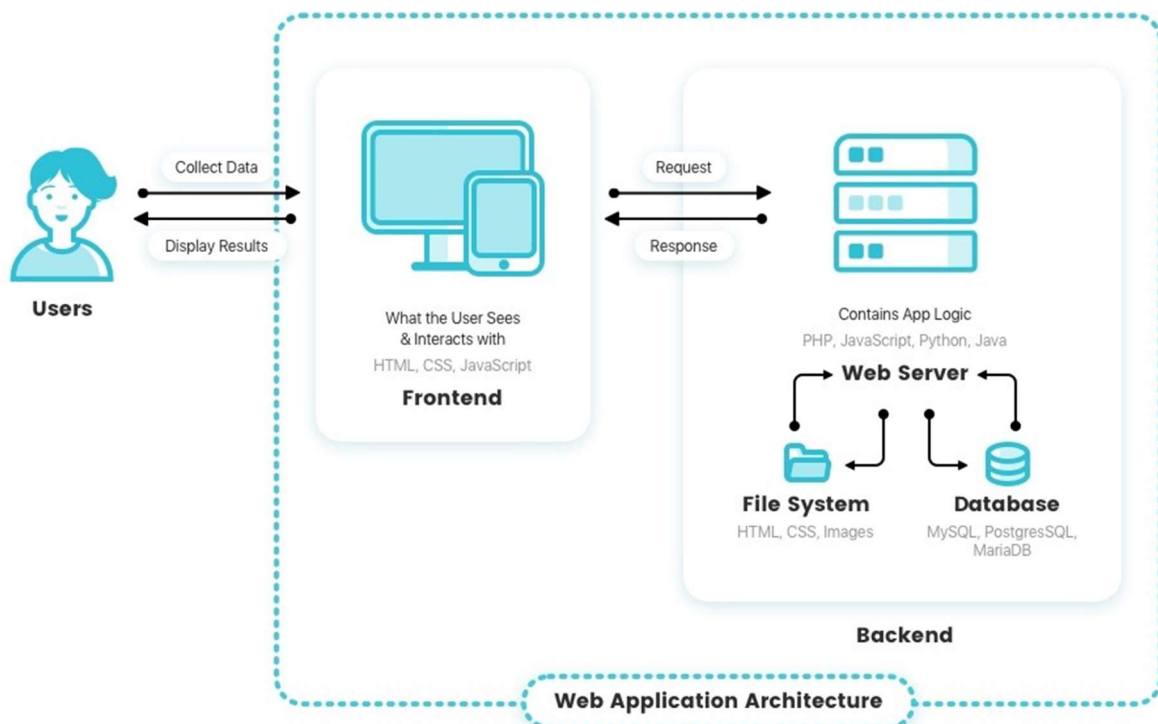 Collect Data
Display Results
Users
What the User Sees
& Interacts with
HTML, CSS, JavaScript
Frontend
Request
Response
Contains App Logic
PHP, JavaScript, Python, Java
Web Server
File System
HTML, CSS, Images
Database
MySQL, PostgresSQL,
MariaDB
Backend
Web Application Architecture